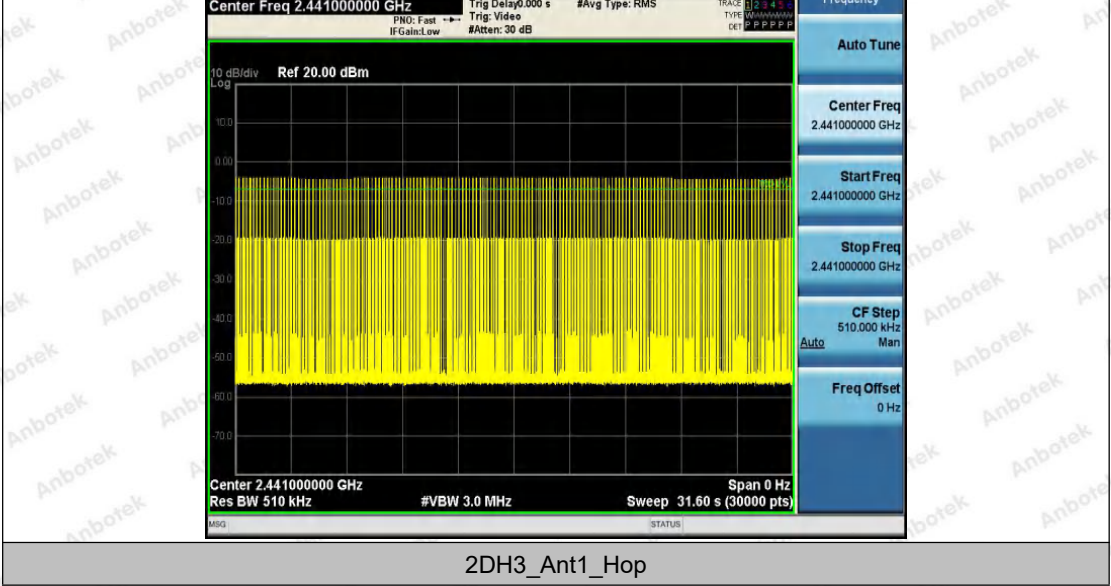 Center Freq 2.441000000 GHz
PNO: Fast
IFGain:Low
Trig Delay0.000 s
Trig: Video
#Atten: 30 dB
#Avg Type: RMS
TRACE 1 2 3 4 5 6
TYPE
DET P P P P P P
Frequency
Auto Tune
10 dB/div
Log
Ref 20.00 dBm
10.0
0.00
-10.0
-20.0
-30.0
-40.0
-50.0
-60.0
-70.0
Center Freq
2.441000000 GHz
Start Freq
2.441000000 GHz
Stop Freq
2.441000000 GHz
CF Step
510.000 kHz
Auto Man
Freq Offset
0 Hz
Center 2.441000000 GHz
Span 0 Hz
Res BW 510 kHz
#VBW 3.0 MHz
Sweep 31.60 s (30000 pts)
MSG
STATUS
2DH3_Ant1_Hop
Anbotek